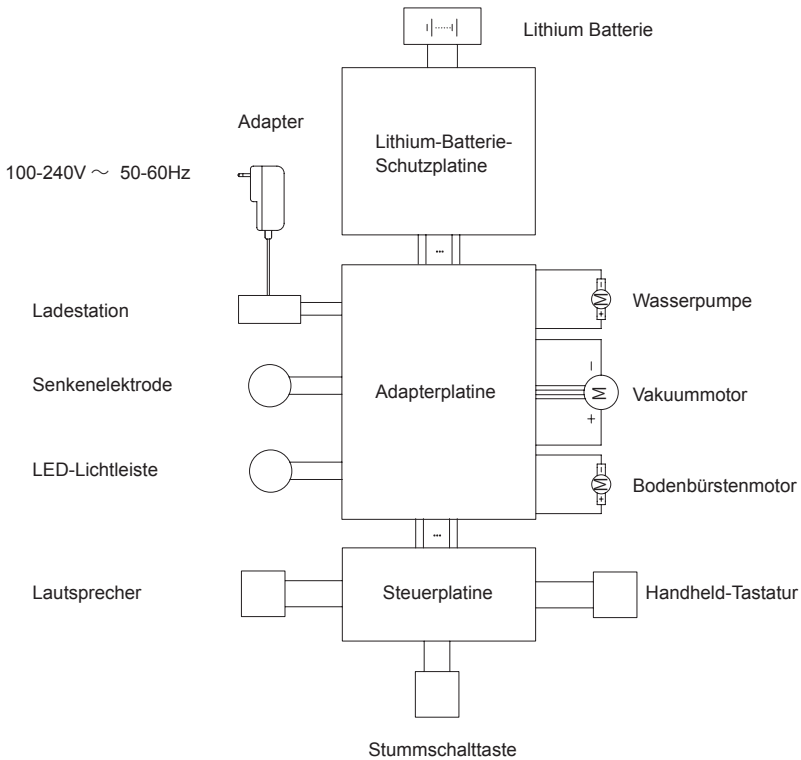 Lithium Batterie
Adapter
Lithium-Batterie-
Schutzplatine
100-240V ～ 50-60Hz
Ladestation
Wasserpumpe
M
Senkenelektrode
Adapterplatine
Vakuummotor
M
LED-Lichtleiste
Bodenbürstenmotor
M
Lautsprecher
Steuerplatine
Handheld-Tastatur
Stummschalttaste